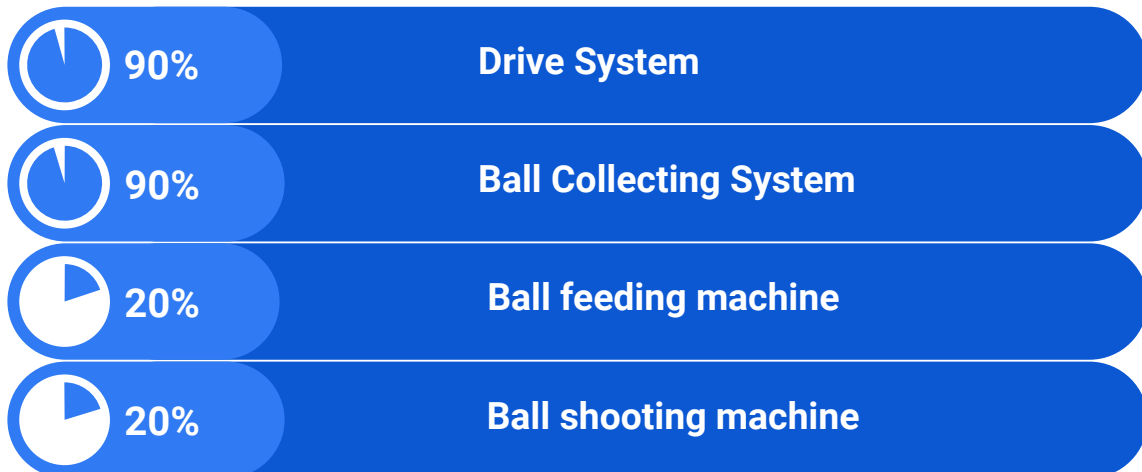 90% Drive System
90% Ball Collecting System
20% Ball feeding machine
20% Ball shooting machine